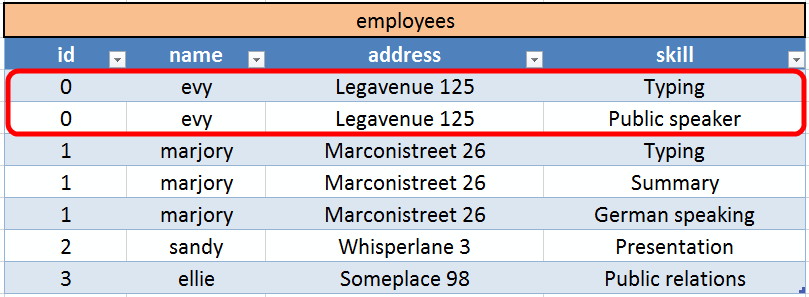 employees
id name address skill
0 evy Legavenue 125 Typing
0 evy Legavenue 125 Public speaker
1 marjory Marconistreet 26 Typing
1 marjory Marconistreet 26 Summary
1 marjory Marconistreet 26 German speaking
2 sandy Whisperlane 3 Presentation
3 ellie Someplace 98 Public relations